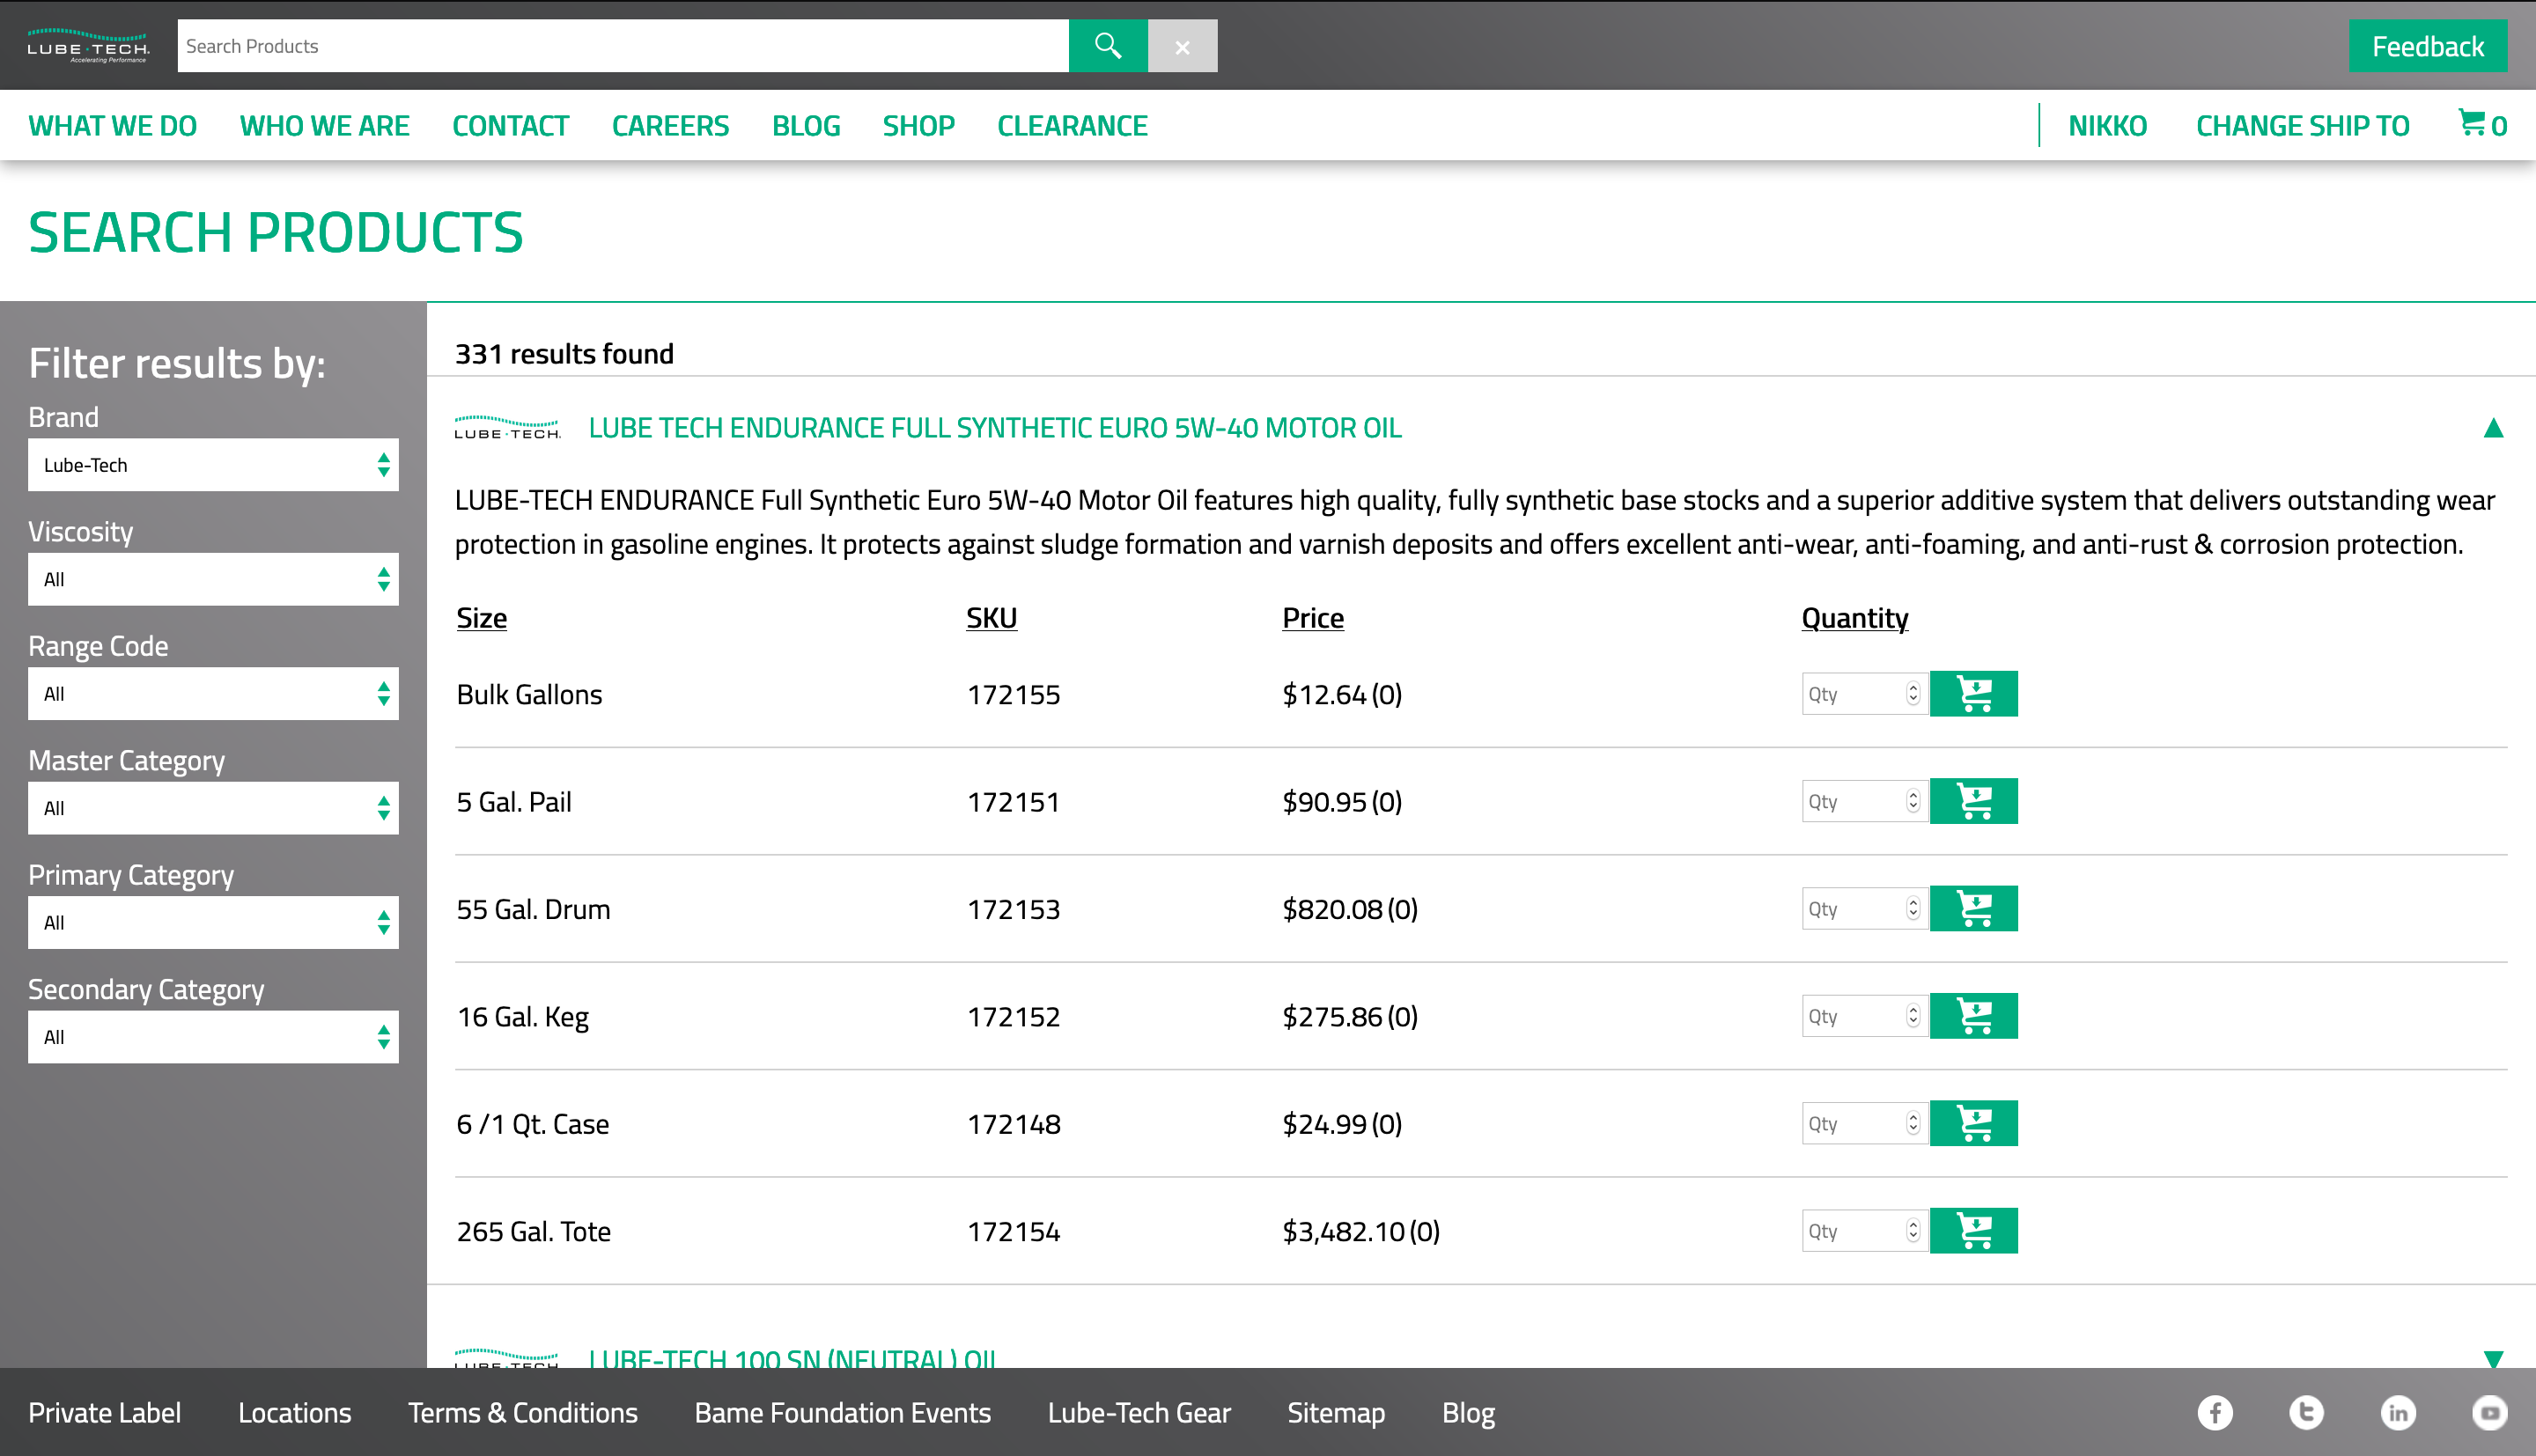 LUBE-TECH.
Accelerating Performance
Search Products
×
Feedback
WHAT WE DO WHO WE ARE CONTACT CAREERS BLOG SHOP CLEARANCE NIKKO CHANGE SHIP TO 0
SEARCH PRODUCTS
Filter results by:
Brand
Lube-Tech
Viscosity
All
Range Code
All
Master Category
All
Primary Category
All
Secondary Category
All
331 results found
LUBE-TECH. LUBE TECH ENDURANCE FULL SYNTHETIC EURO 5W-40 MOTOR OIL
LUBE-TECH ENDURANCE Full Synthetic Euro 5W-40 Motor Oil features high quality, fully synthetic base stocks and a superior additive system that delivers outstanding wear
protection in gasoline engines. It protects against sludge formation and varnish deposits and offers excellent anti-wear, anti-foaming, and anti-rust & corrosion protection.
Size SKU Price Quantity
Bulk Gallons 172155 $12.64 (0) Qty
5 Gal. Pail 172151 $90.95 (0) Qty
55 Gal. Drum 172153 $820.08 (0) Qty
16 Gal. Keg 172152 $275.86 (0) Qty
6 /1 Qt. Case 172148 $24.99 (0) Qty
265 Gal. Tote 172154 $3,482.10 (0) Qty
LUBE-TECH LUBE-TECH 100 SN (NEUTRAL) OIL
Private Label Locations Terms & Conditions Bame Foundation Events Lube-Tech Gear Sitemap Blog